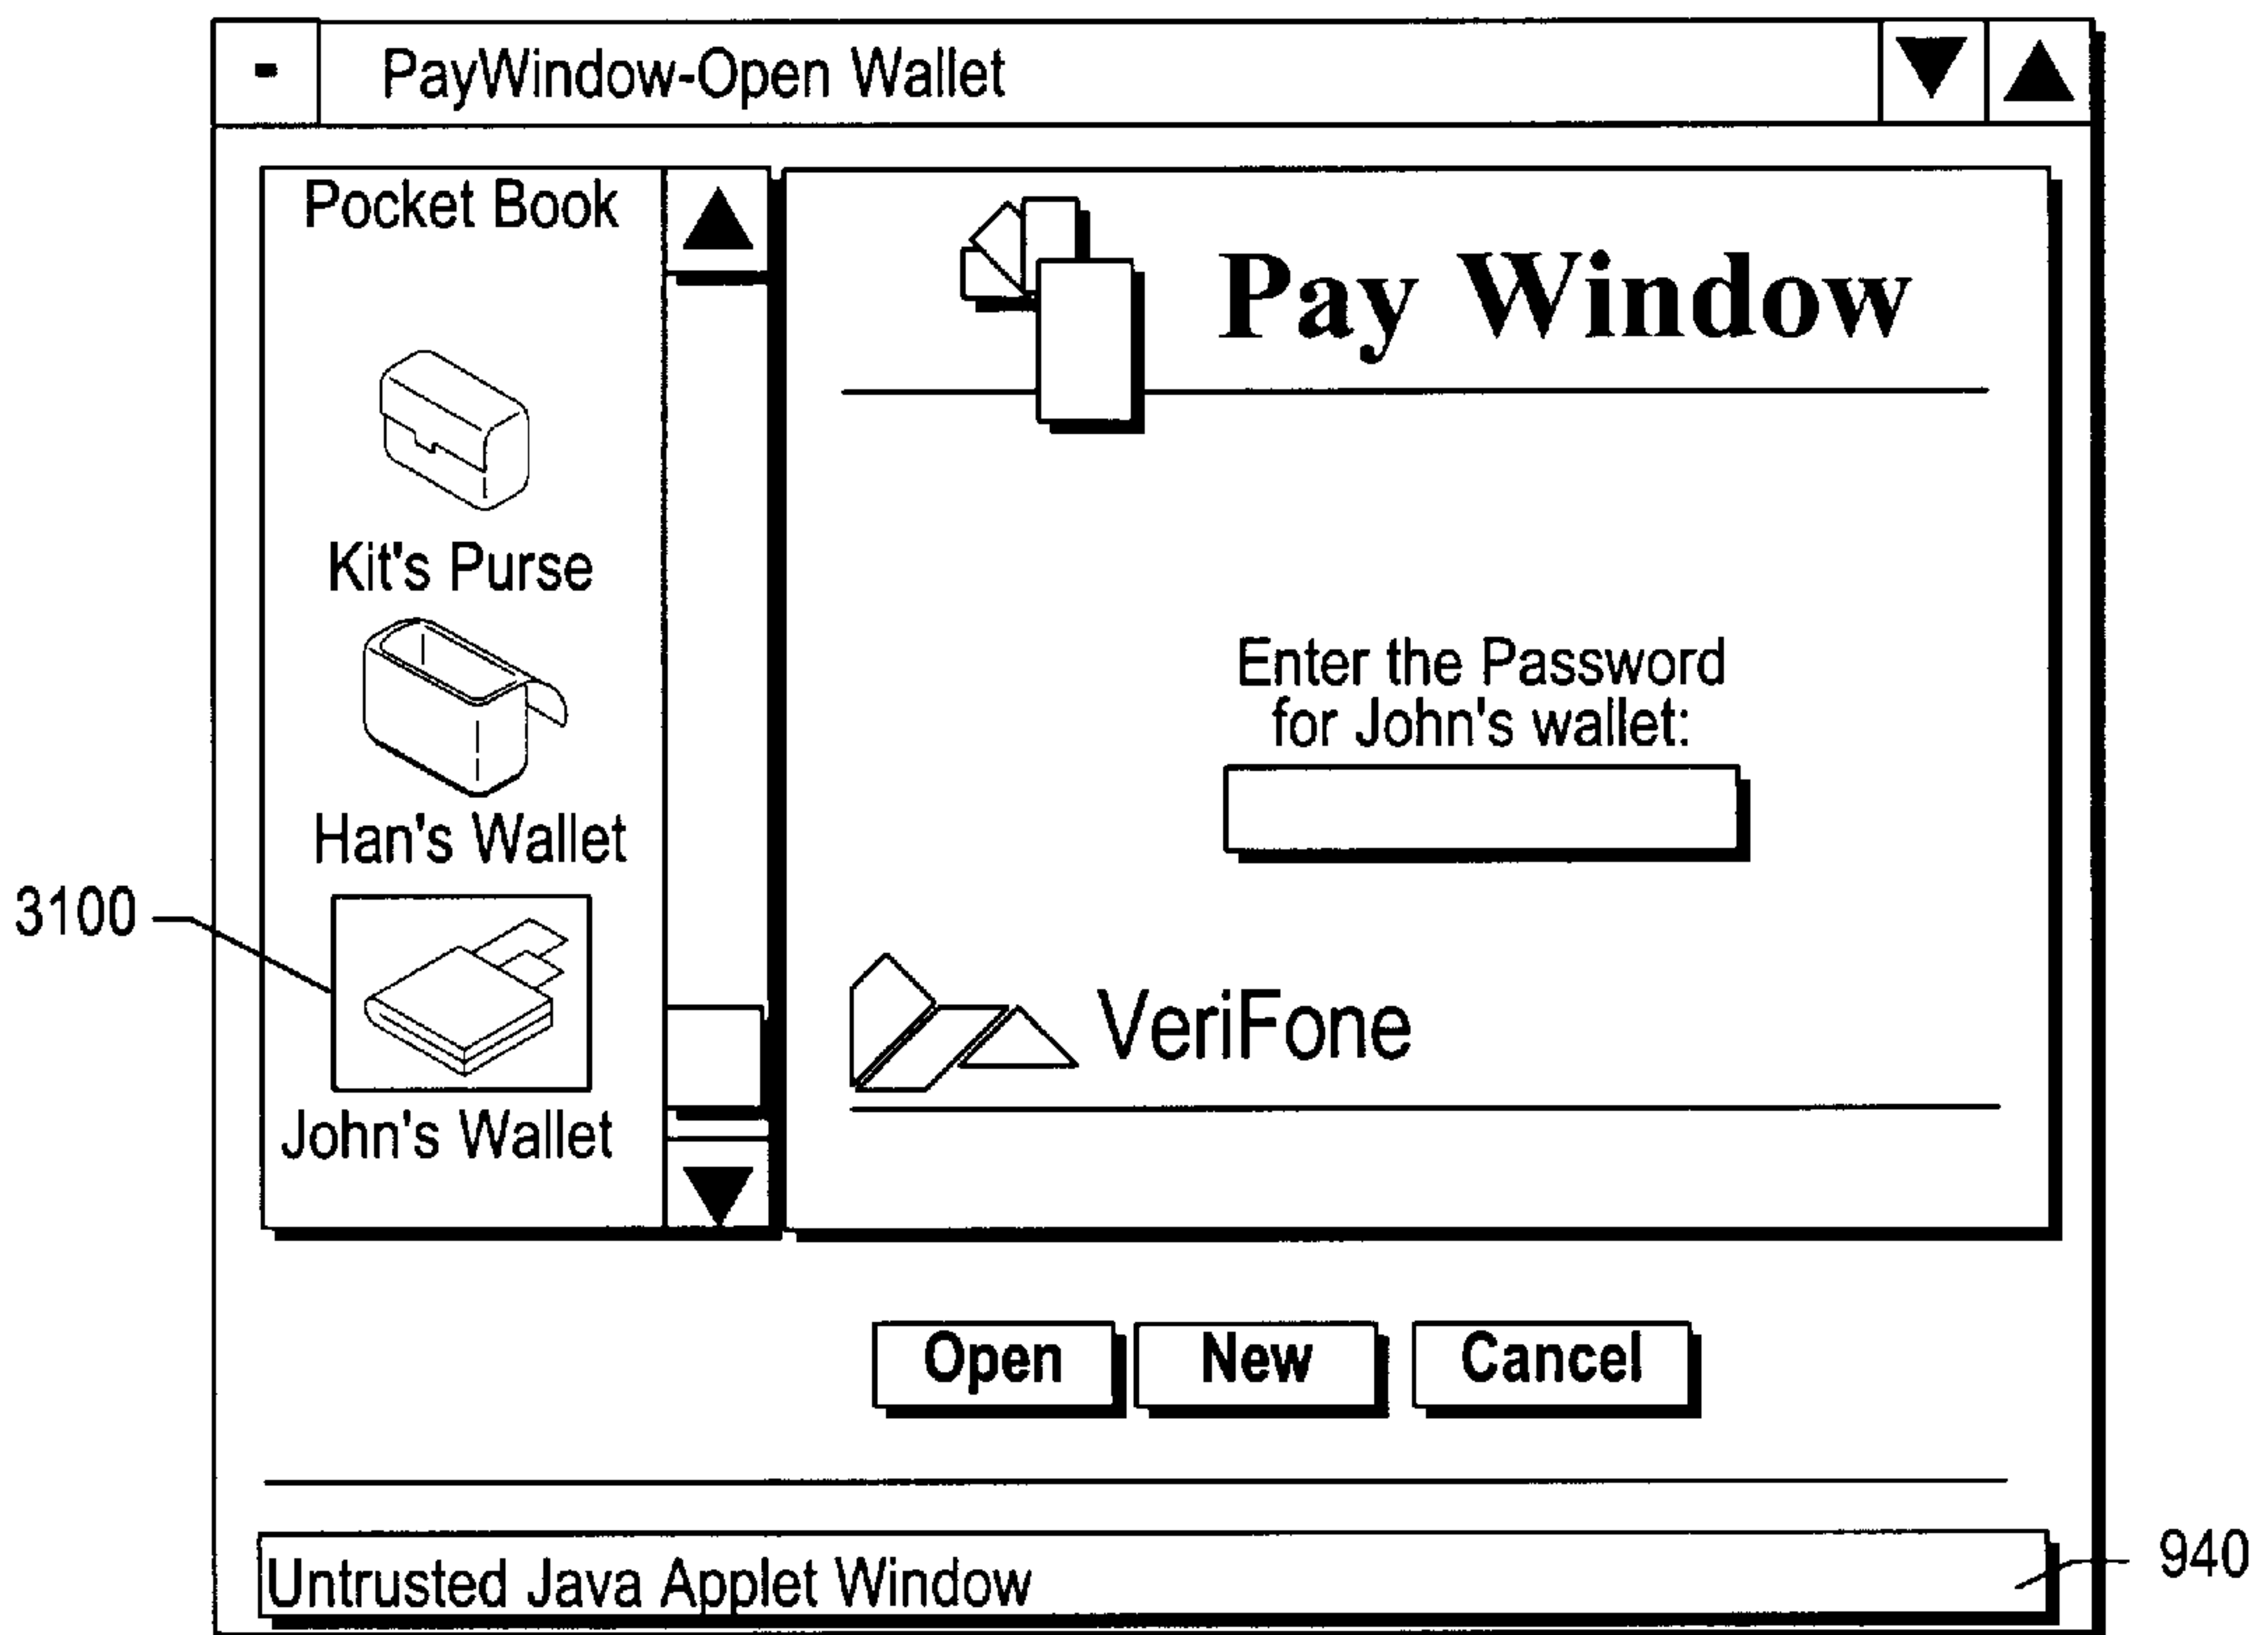 PayWindow-Open Wallet
Pocket Book
Kit's Purse
Han's Wallet
3100
John's Wallet
Pay Window
Enter the Password
for John's wallet:
VeriFone
Open
New
Cancel
Untrusted Java Applet Window
940